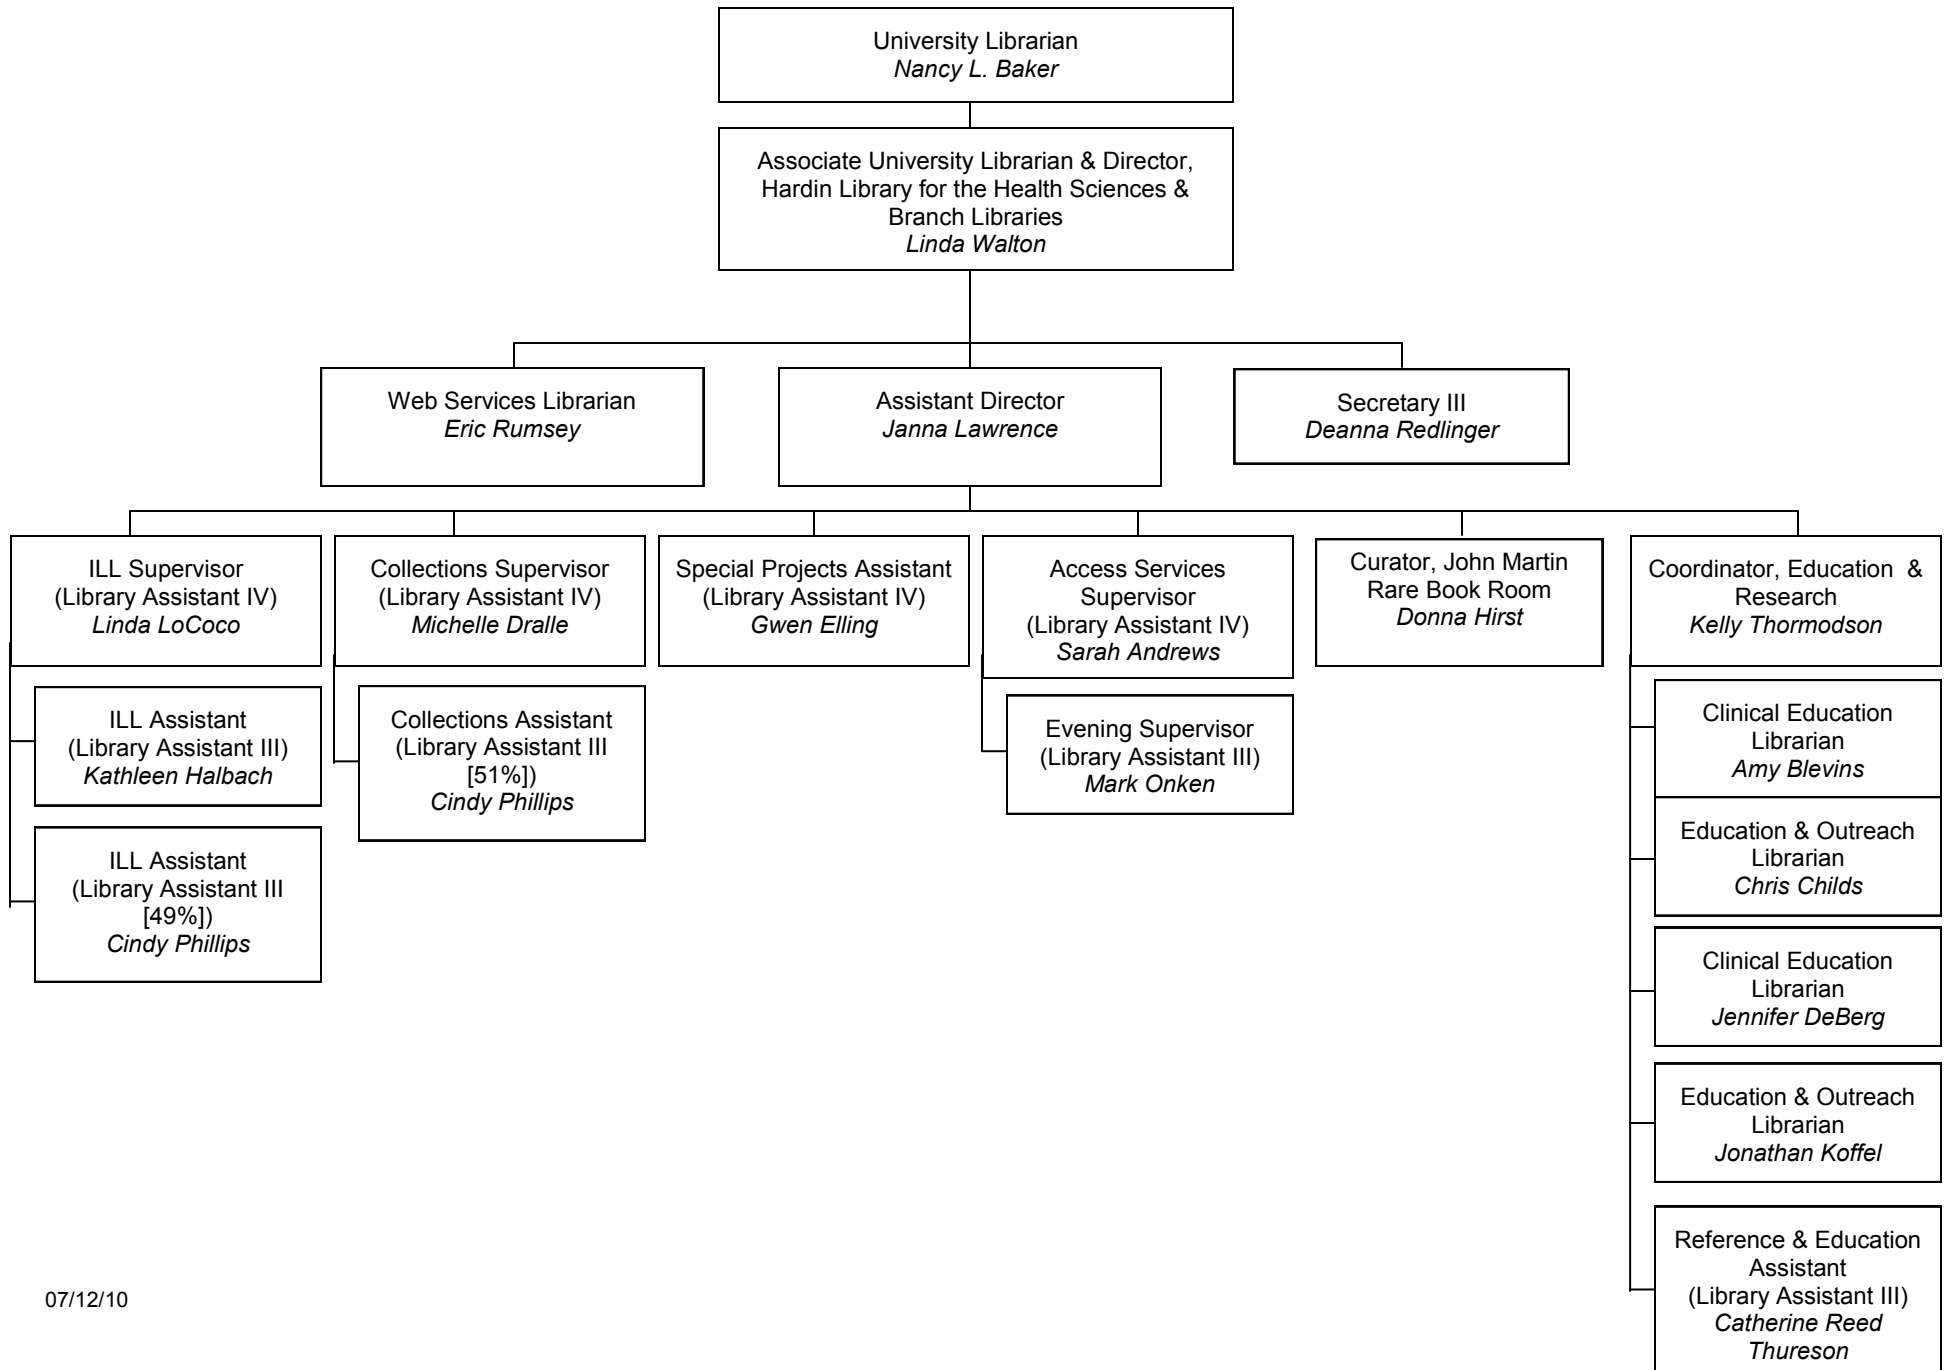 University Librarian
Nancy L. Baker
Associate University Librarian & Director,
Hardin Library for the Health Sciences &
Branch Libraries
Linda Walton
Web Services Librarian
Eric Rumsey
Assistant Director
Janna Lawrence
Secretary III
Deanna Redlinger
ILL Supervisor
(Library Assistant IV)
Linda LoCoco
Collections Supervisor
(Library Assistant IV)
Michelle Dralle
Special Projects Assistant
(Library Assistant IV)
Gwen Elling
Access Services
Supervisor
(Library Assistant IV)
Sarah Andrews
Curator, John Martin
Rare Book Room
Donna Hirst
Coordinator, Education &
Research
Kelly Thormodson
ILL Assistant
(Library Assistant III)
Kathleen Halbach
ILL Assistant
(Library Assistant III
[49%])
Cindy Phillips
Collections Assistant
(Library Assistant III
[51%])
Cindy Phillips
Evening Supervisor
(Library Assistant III)
Mark Onken
Clinical Education
Librarian
Amy Blevins
Education & Outreach
Librarian
Chris Childs
Clinical Education
Librarian
Jennifer DeBerg
Education & Outreach
Librarian
Jonathan Koffel
Reference & Education
Assistant
(Library Assistant III)
Catherine Reed
Thureson
07/12/10